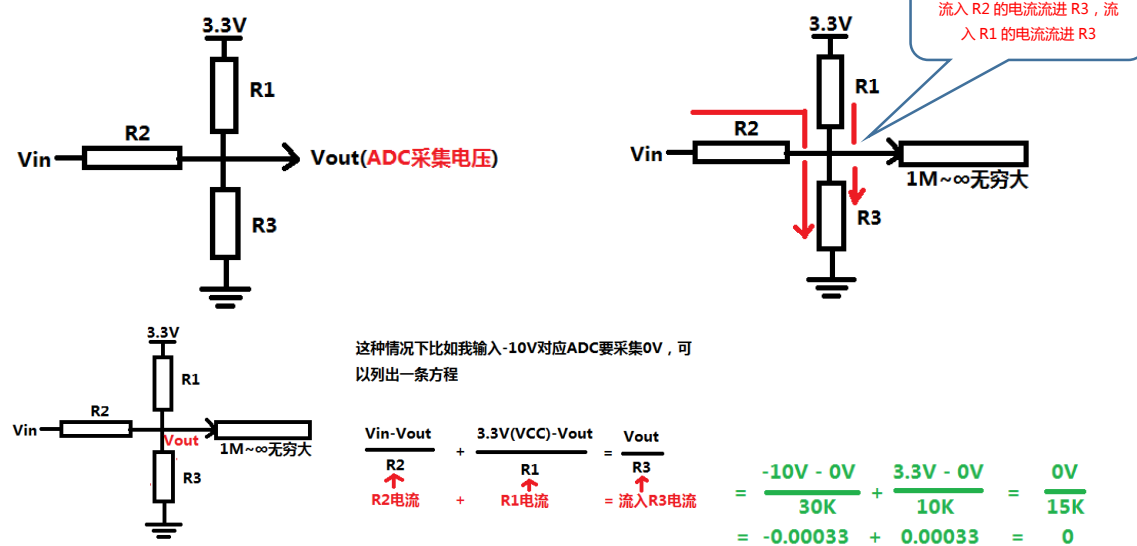 流入 R2 的电流流进 R3，流
入 R1 的电流流进 R3
3.3V
R1
R2
Vin
Vout(ADC采集电压)
R3
3.3V
R1
R2
Vin
1M~∞无穷大
R3
3.3V
R1
R2
Vin
Vout
1M~∞无穷大
R3
这种情况下比如我输入-10V对应ADC要采集0V，可
以列出一条方程
Vin-Vout + 3.3V(VCC)-Vout = Vout
R2 R1 R3
R2电流 + R1电流 = 流入R3电流
-10V - 0V + 3.3V - 0V = 0V
= 30K 10K 15K
= -0.00033 + 0.00033 = 0